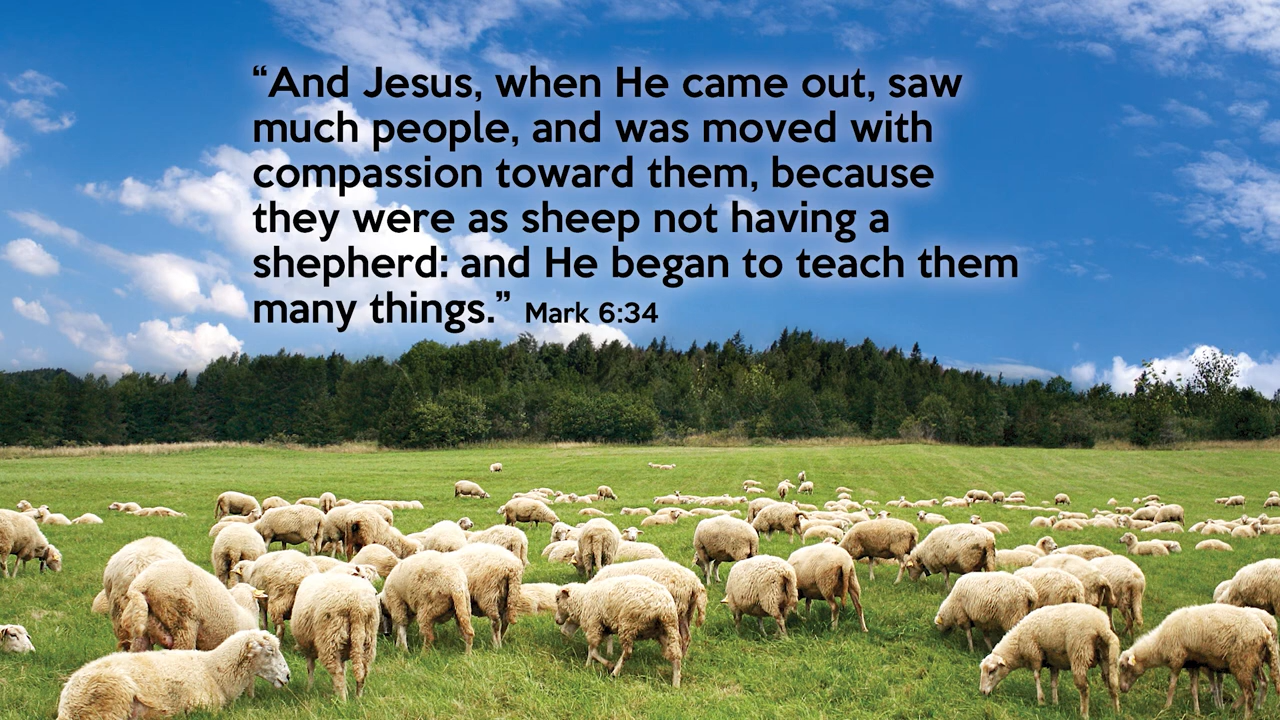 “And Jesus, when He came out, saw
much people, and was moved with
compassion toward them, because
they were as sheep not having a
shepherd: and He began to teach them
many things.” Mark 6:34